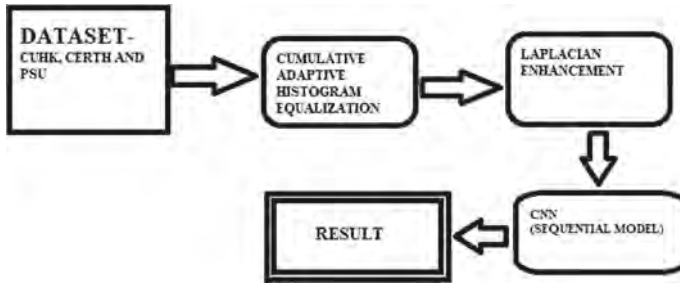 DATASET-
CUHK, CERTH AND
PSU
CUMULATIVE
ADAPTIVE
HISTOGRAM
EQUALIZATION
LAPLACIAN
ENHANCEMENT
CNN
(SEQUENTIAL MODEL)
RESULT